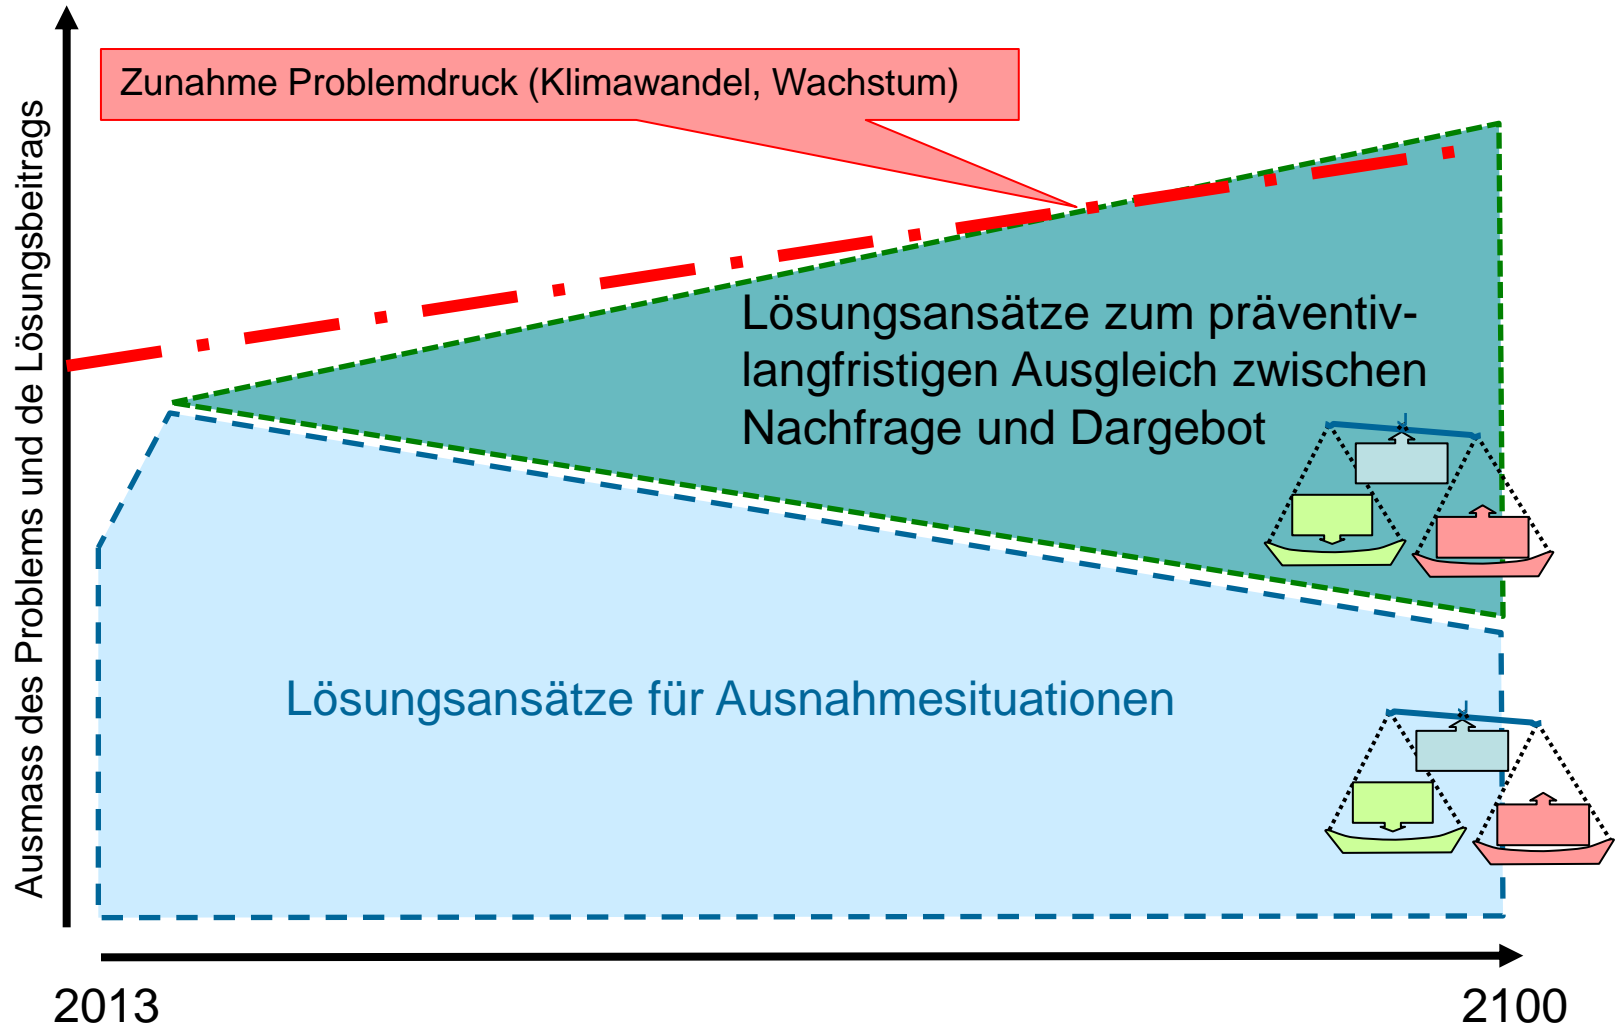 Zunahme Problemdruck (Klimawandel, Wachstum)
Ausmass des Problems und de Lösungsbeitrags
Lösungsansätze zum präventiv-
langfristigen Ausgleich zwischen
Nachfrage und Dargebot
Lösungsansätze für Ausnahmesituationen
2013
2100